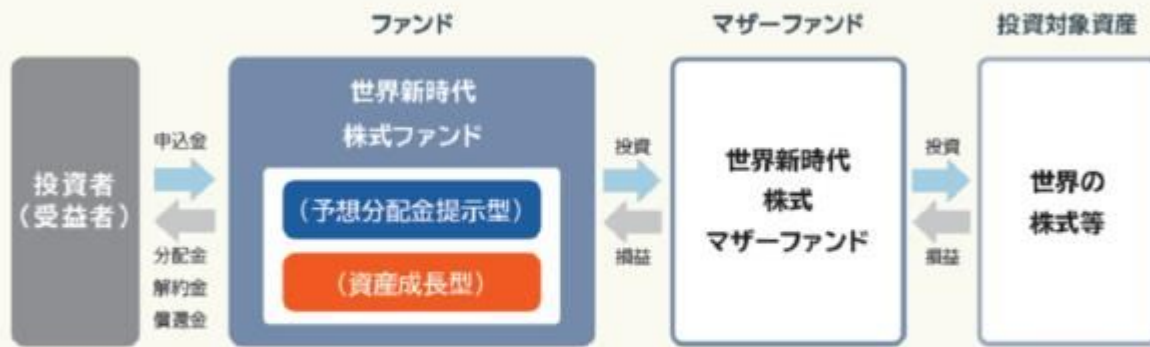 ファンド
マザーファンド
投資対象資産
投資者
（受益者）
申込金
分配金
解約金
償還金
世界新時代
株式ファンド
（予想分配金提示型）
（資産成長型）
投資
損益
世界新時代
株式
マザーファンド
投資
損益
世界の
株式等